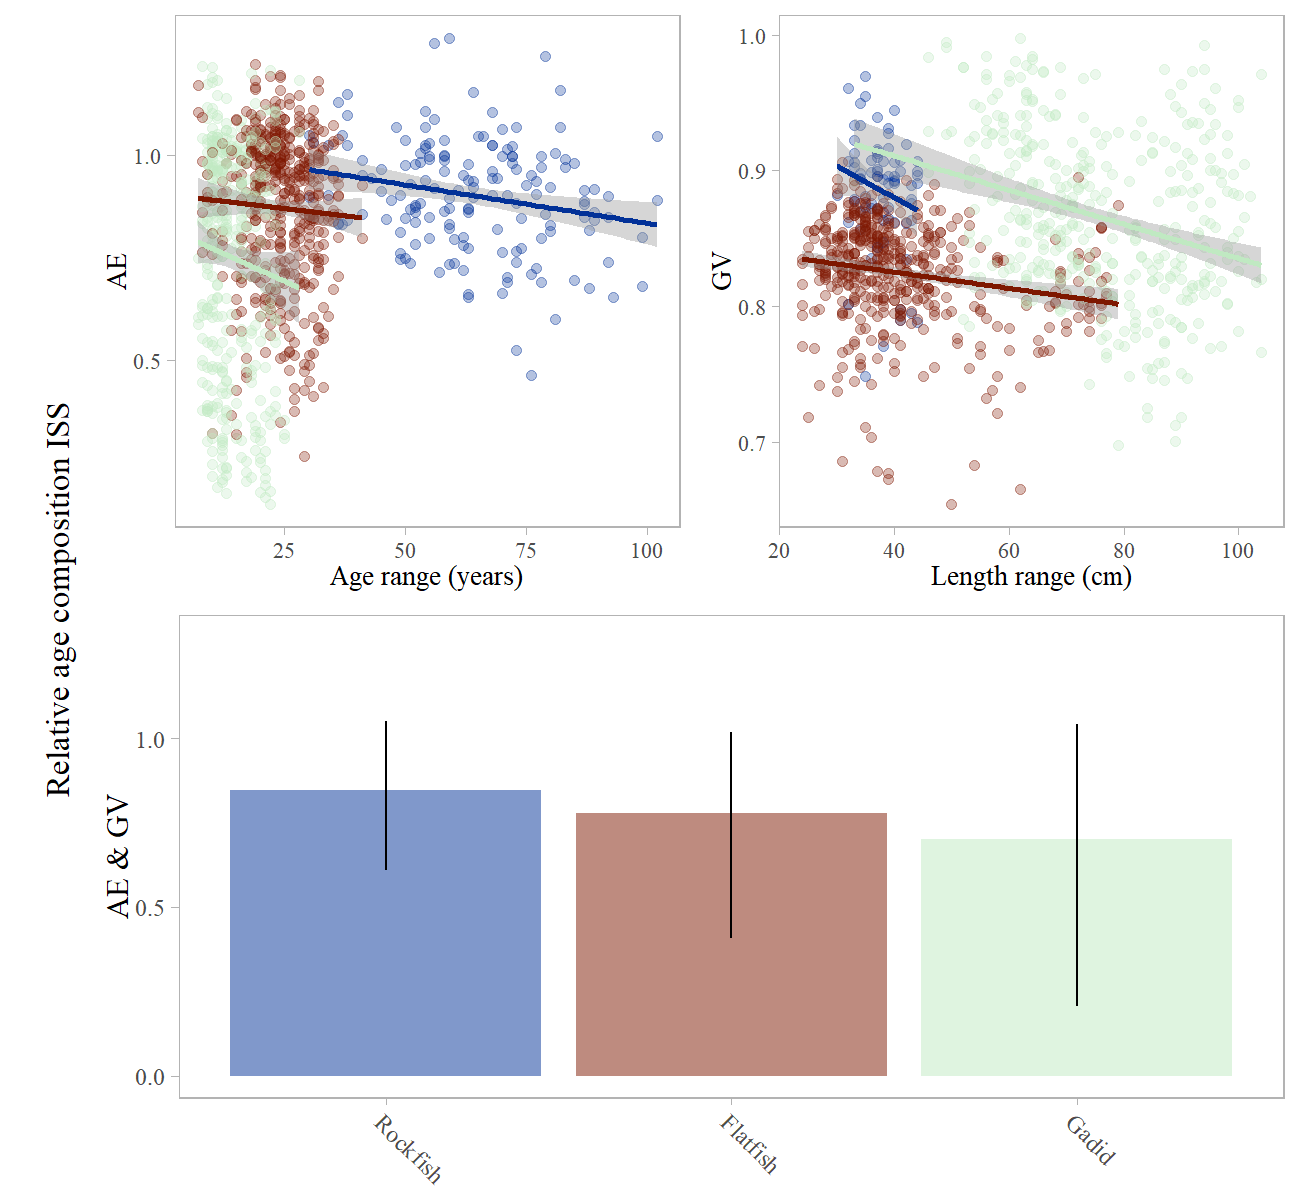 Relative age composition ISS
AE
1.0
0.5
25
50
75
100
Age range (years)
GV
1.0
0.9
0.8
0.7
20
40
60
80
100
Length range (cm)
AE & GV
1.0
0.5
0.0
Rockfish
Flatfish
Gadid